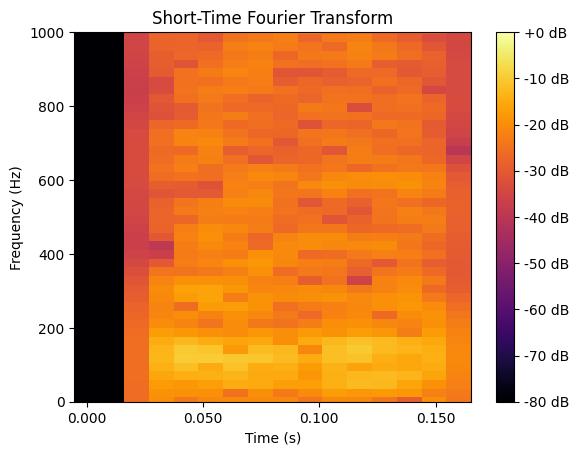 Short-Time Fourier Transform
1000
800
600
400
200
0
Frequency (Hz)
0.000
0.050
0.100
0.150
Time (s)
+0 dB
-10 dB
-20 dB
-30 dB
-40 dB
-50 dB
-60 dB
-70 dB
-80 dB